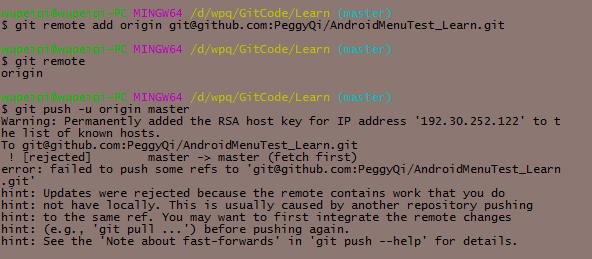 wupeiqi@wupeiqi-PC MINGW64 /d/wpq/GitCode/Learn (master)
$ git remote add origin git@github.com:PeggyQi/AndroidMenuTest_Learn.git
wupeiqi@wupeiqi-PC MINGW64 /d/wpq/GitCode/Learn (master)
$ git remote
origin
wupeiqi@wupeiqi-PC MINGW64 /d/wpq/GitCode/Learn (master)
$ git push -u origin master
Warning: Permanently added the RSA host key for IP address '192.30.252.122' to t
he list of known hosts.
To git@github.com:PeggyQi/AndroidMenuTest_Learn.git
 ! [rejected]        master -> master (fetch first)
error: failed to push some refs to 'git@github.com:PeggyQi/AndroidMenuTest_Learn
.git'
hint: Updates were rejected because the remote contains work that you do
hint: not have locally. This is usually caused by another repository pushing
hint: to the same ref. You may want to first integrate the remote changes
hint: (e.g., 'git pull ...') before pushing again.
hint: See the 'Note about fast-forwards' in 'git push --help' for details.